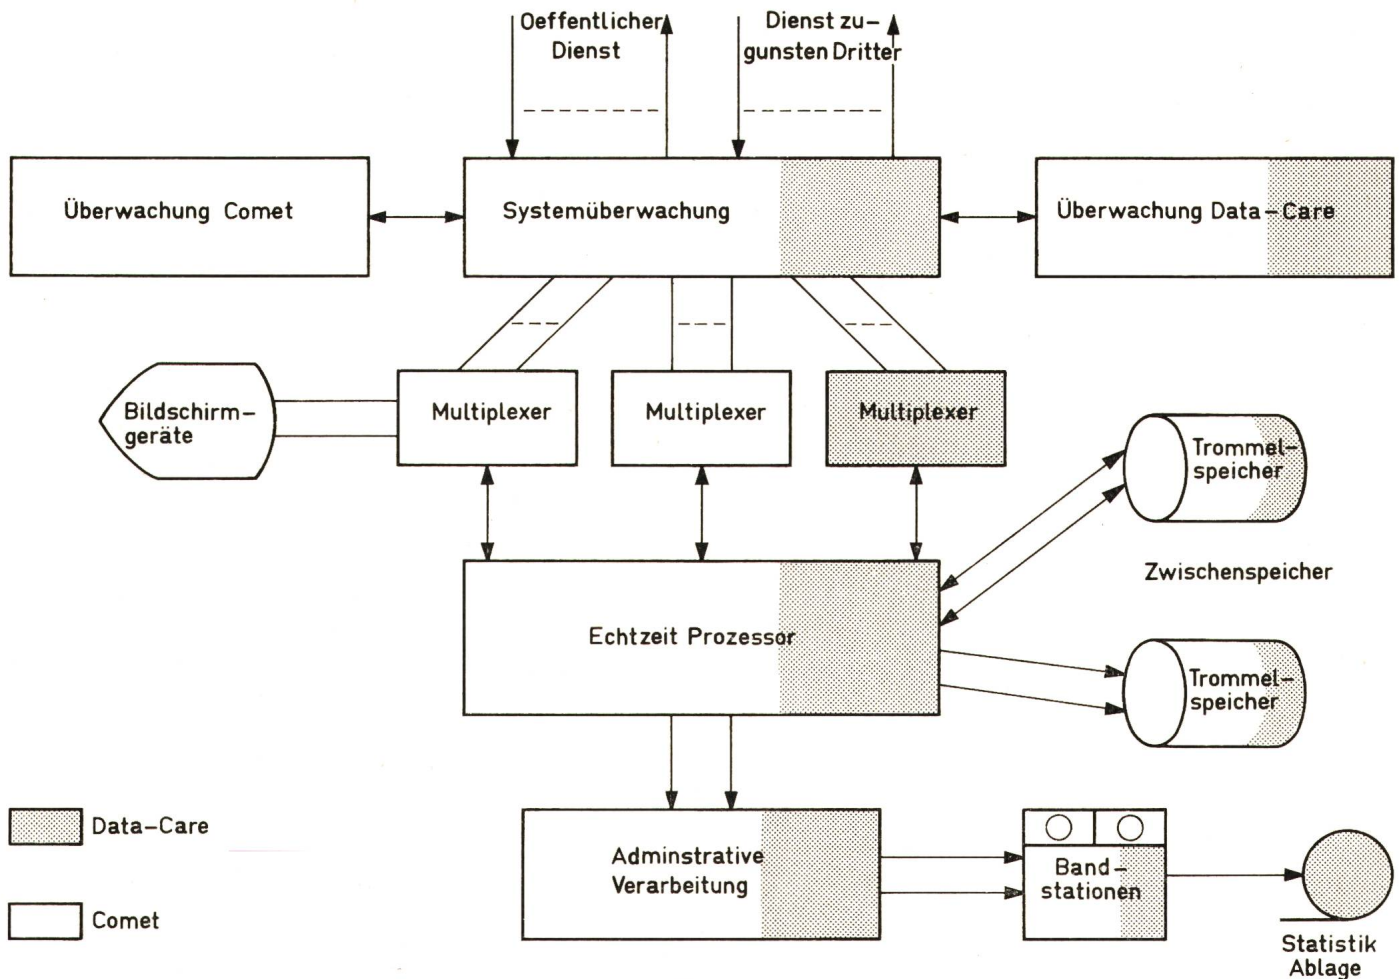 Oeffentlicher
Dienst
Dienst zu-
gunsten Dritter
Überwachung Comet
Systemüberwachung
Überwachung Data-Care
Bildschirm-
geräte
Multiplexer
Multiplexer
Multiplexer
Trommel-
speicher
Zwischenspeicher
Echtzeit Prozessor
Trommel-
speicher
Data-Care
Comet
Adminstrative
Verarbeitung
Band-
stationen
Statistik
Ablage